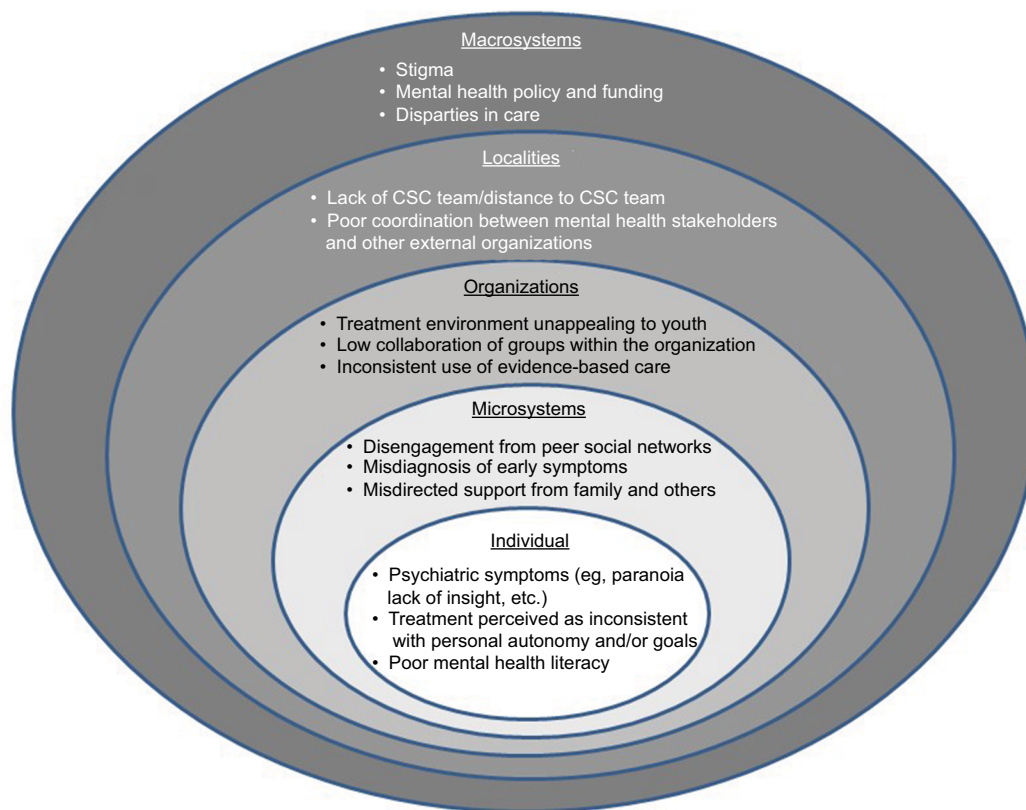 Macrosystems
• Stigma
• Mental health policy and funding
• Disparties in care
Localities
• Lack of CSC team/distance to CSC team
• Poor coordination between mental health stakeholders
and other external organizations
Organizations
• Treatment environment unappealing to youth
• Low collaboration of groups within the organization
• Inconsistent use of evidence-based care
Microsystems
• Disengagement from peer social networks
• Misdiagnosis of early symptoms
• Misdirected support from family and others
Individual
• Psychiatric symptoms (eg, paranoia
lack of insight, etc.)
• Treatment perceived as inconsistent
with personal autonomy and/or goals
• Poor mental health literacy